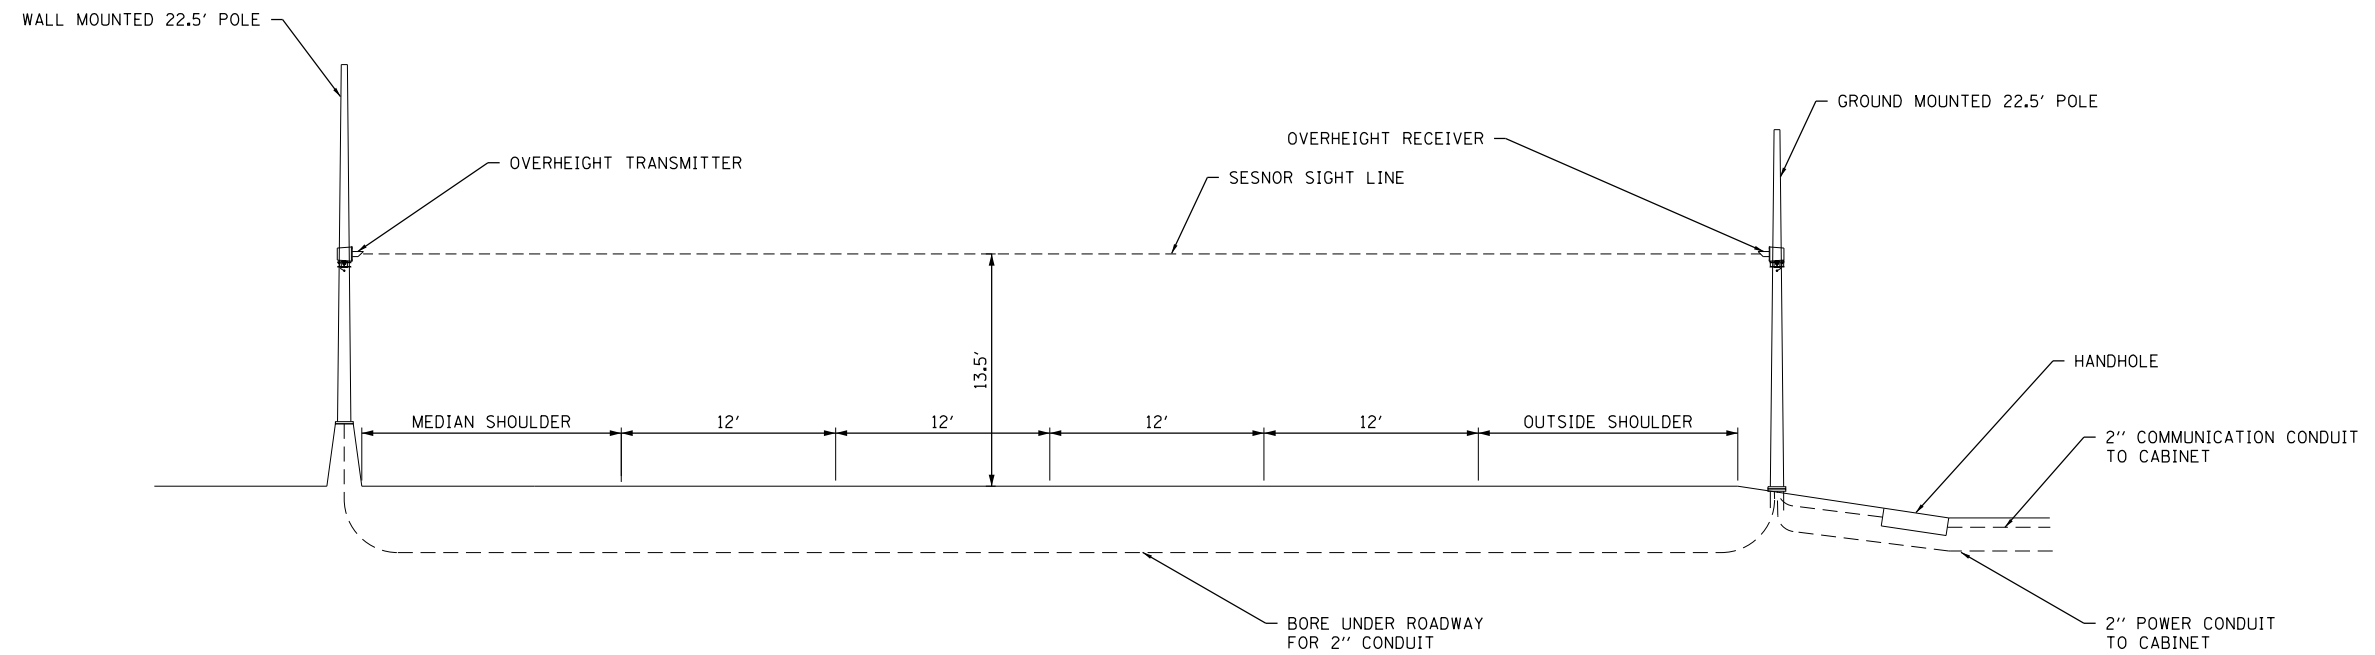 WALL MOUNTED 22.5' POLE
GROUND MOUNTED 22.5' POLE
OVERHEIGHT RECEIVER
OVERHEIGHT TRANSMITTER
SESNOR SIGHT LINE
13.5'
HANDHOLE
MEDIAN SHOULDER
12'
12'
12'
12'
OUTSIDE SHOULDER
2'' COMMUNICATION CONDUIT
TO CABINET
BORE UNDER ROADWAY
FOR 2'' CONDUIT
2'' POWER CONDUIT
TO CABINET